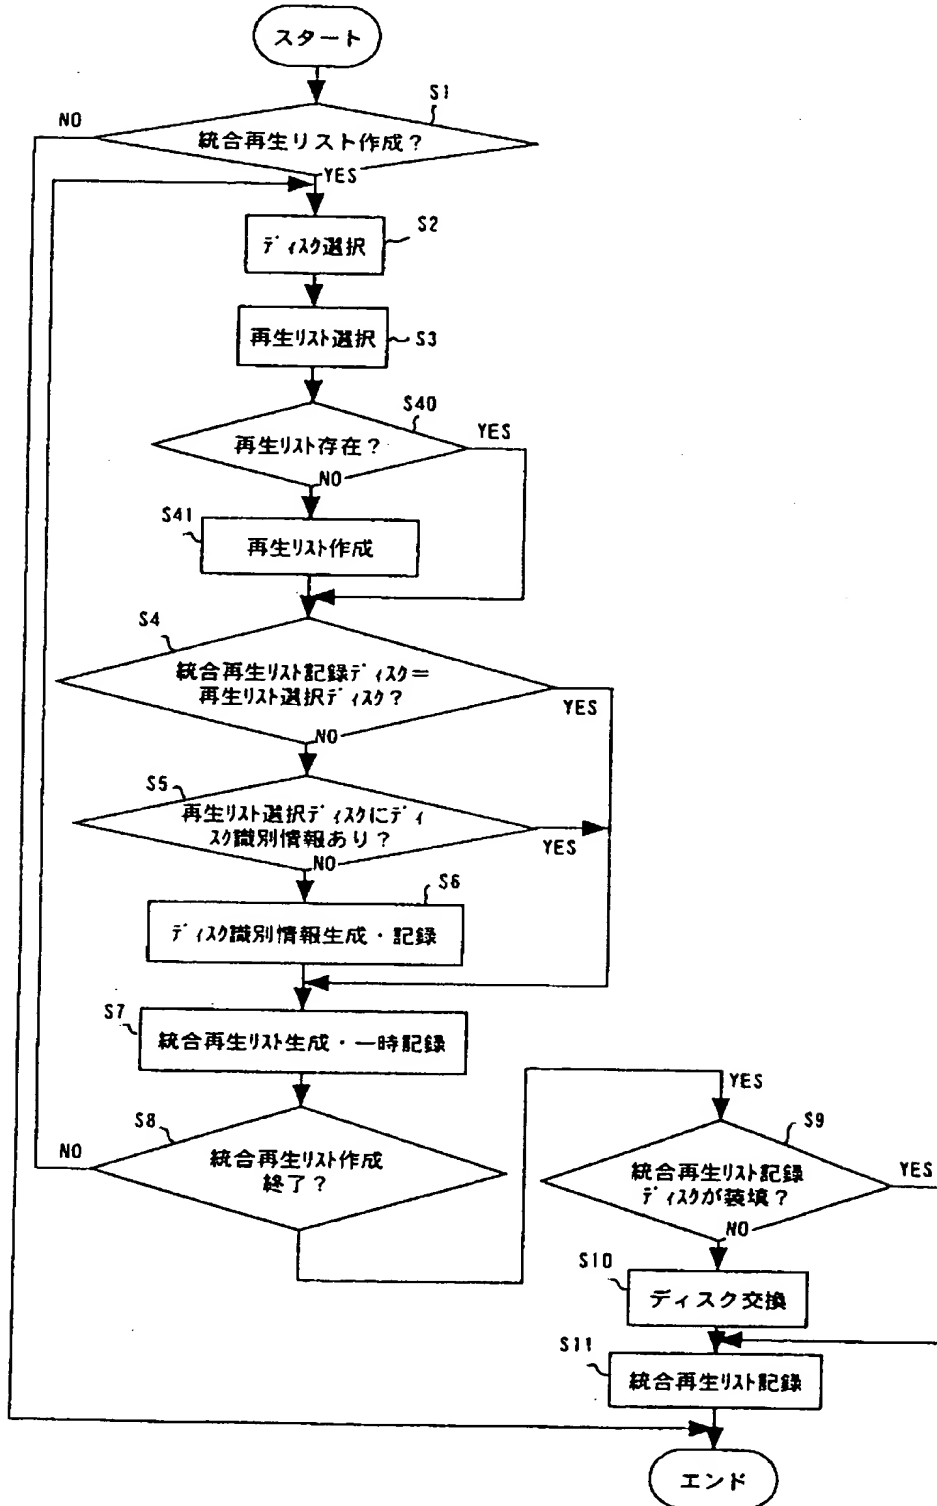 スタート
S1
NO
統合再生リスト作成？
YES
S2
ディスク選択
再生リスト選択
S3
S40
再生リスト存在？
YES
NO
S41
再生リスト作成
S4
統合再生リスト記録ディスク＝
再生リスト選択ディスク？
YES
NO
S5
再生リスト選択ディスクにディ
スク識別情報あり？
YES
NO
S6
ディスク識別情報生成・記録
S7
統合再生リスト生成・一時記録
S8
NO
統合再生リスト作成
終了？
YES
S9
統合再生リスト記録
ディスクが装填？
YES
NO
S10
ディスク交換
S11
統合再生リスト記録
エンド